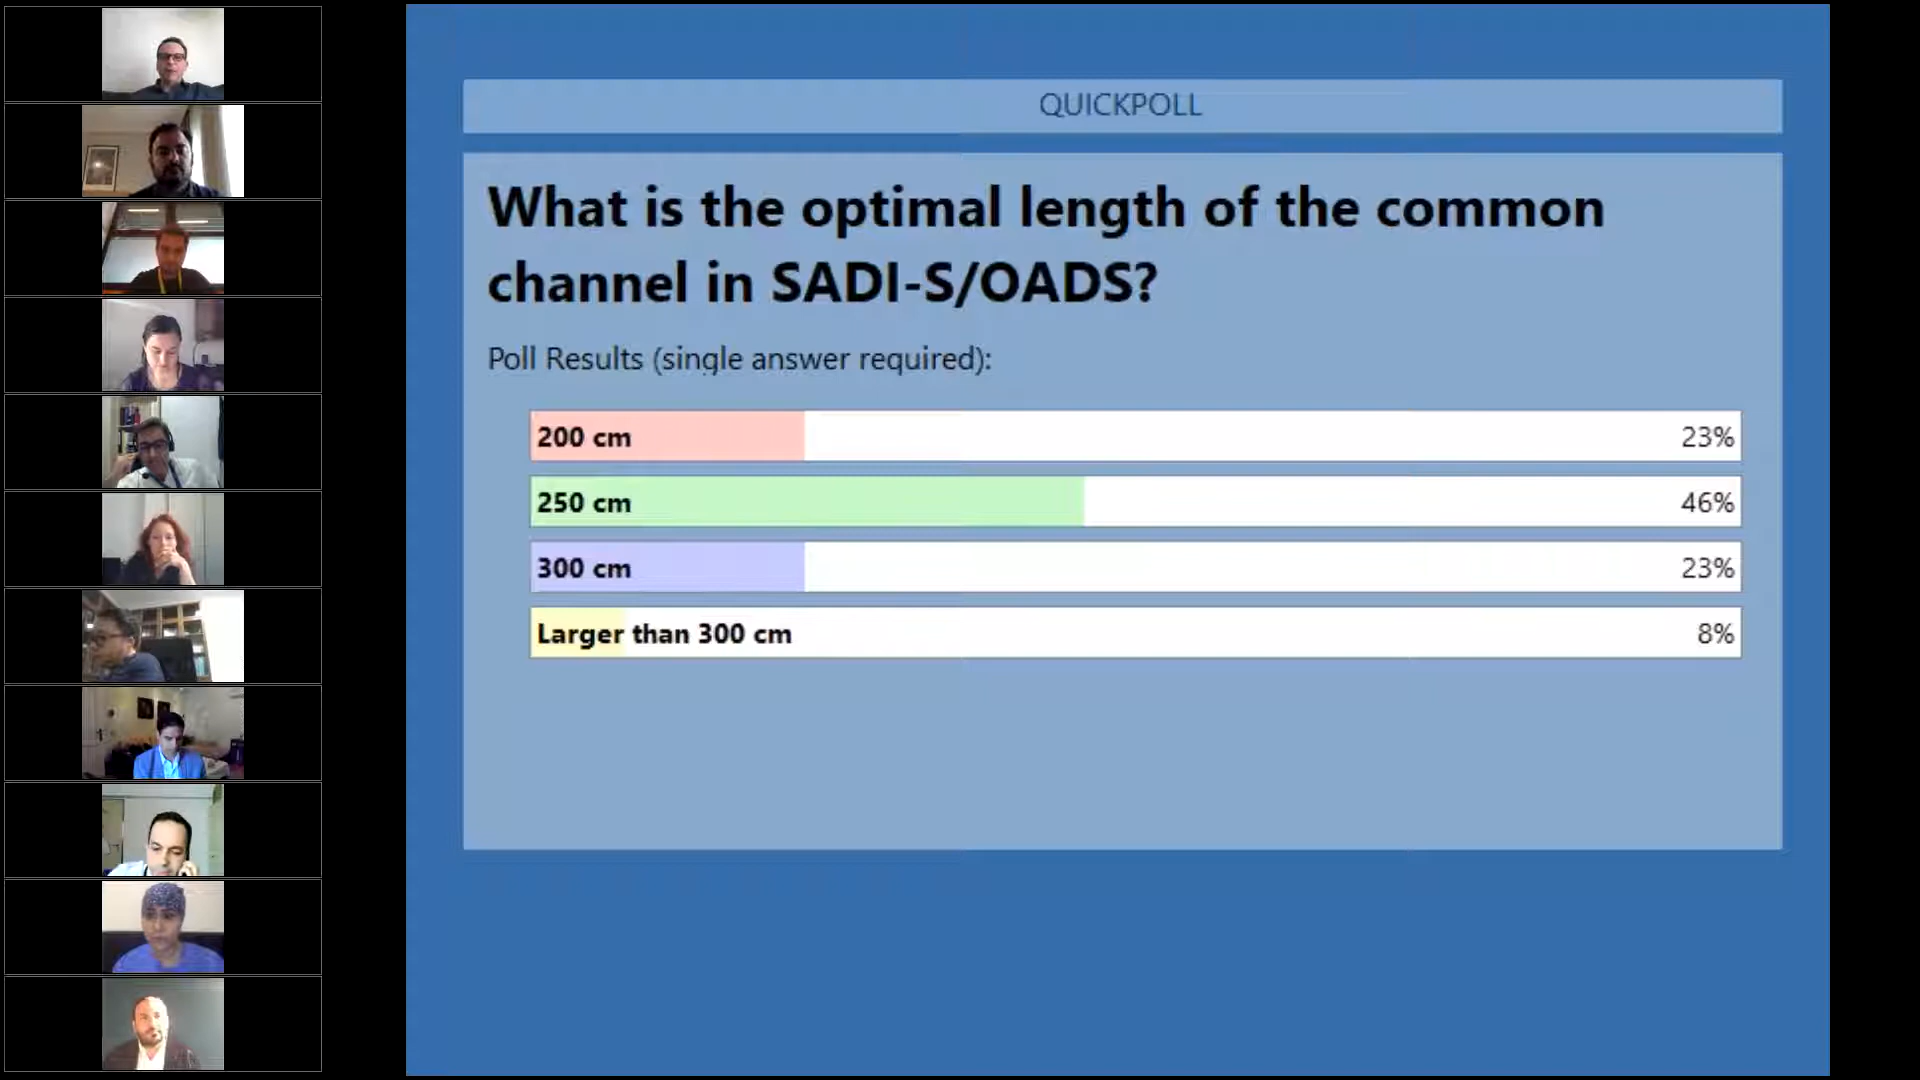 QUICKPOLL
What is the optimal length of the common
channel in SADI-S/OADS?
Poll Results (single answer required):
200 cm 23%
250 cm 46%
300 cm 23%
Larger than 300 cm 8%